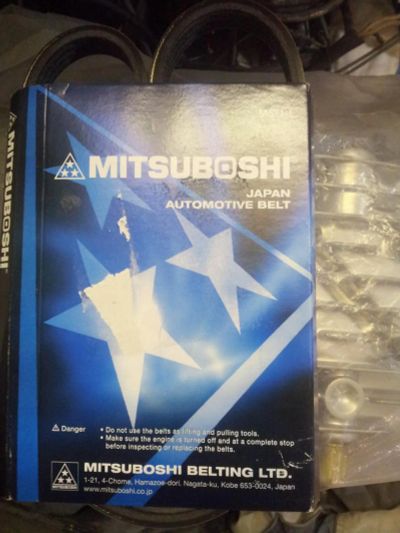 MITSUBOSHI
MITSUBOSHI
JAPAN
AUTOMOTIVE BELT
⚠ Danger
• Do not use the belts as lifting and pulling tools.
• Make sure the engine is turned off and at a complete stop
before inspecting or replacing the belts.
MITSUBOSHI BELTING LTD.
1-21, 4-Chome, Hamazoe-dori, Nagata-ku, Kobe 653-0024, Japan
www.mitsuboshi.co.jp